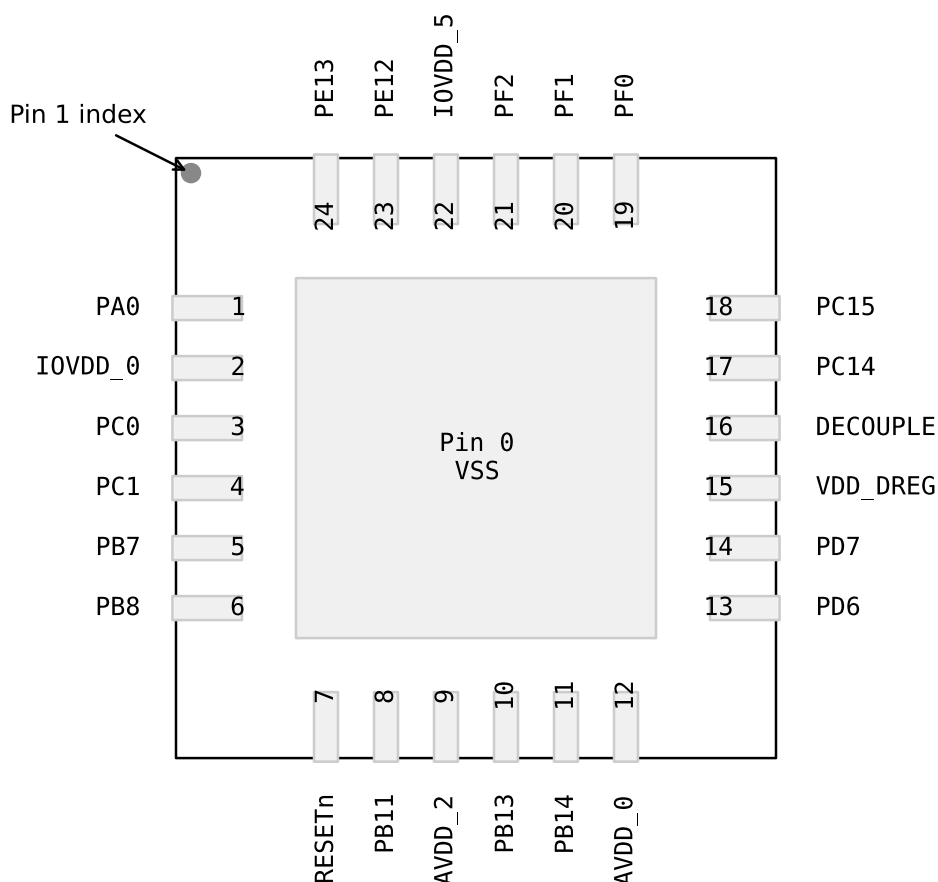 PE13
PE12
IOVDD_5
PF2
PF1
PF0
Pin 1 index
24
23
22
21
20
19
PA0 1
IOVDD_0 2
PC0 3
PC1 4
PB7 5
PB8 6
Pin 0
VSS
18 PC15
17 PC14
16 DECOUPLE
15 VDD_DREG
14 PD7
13 PD6
7
8
9
10
11
12
RESETn
PB11
AVDD_2
PB13
PB14
AVDD_0